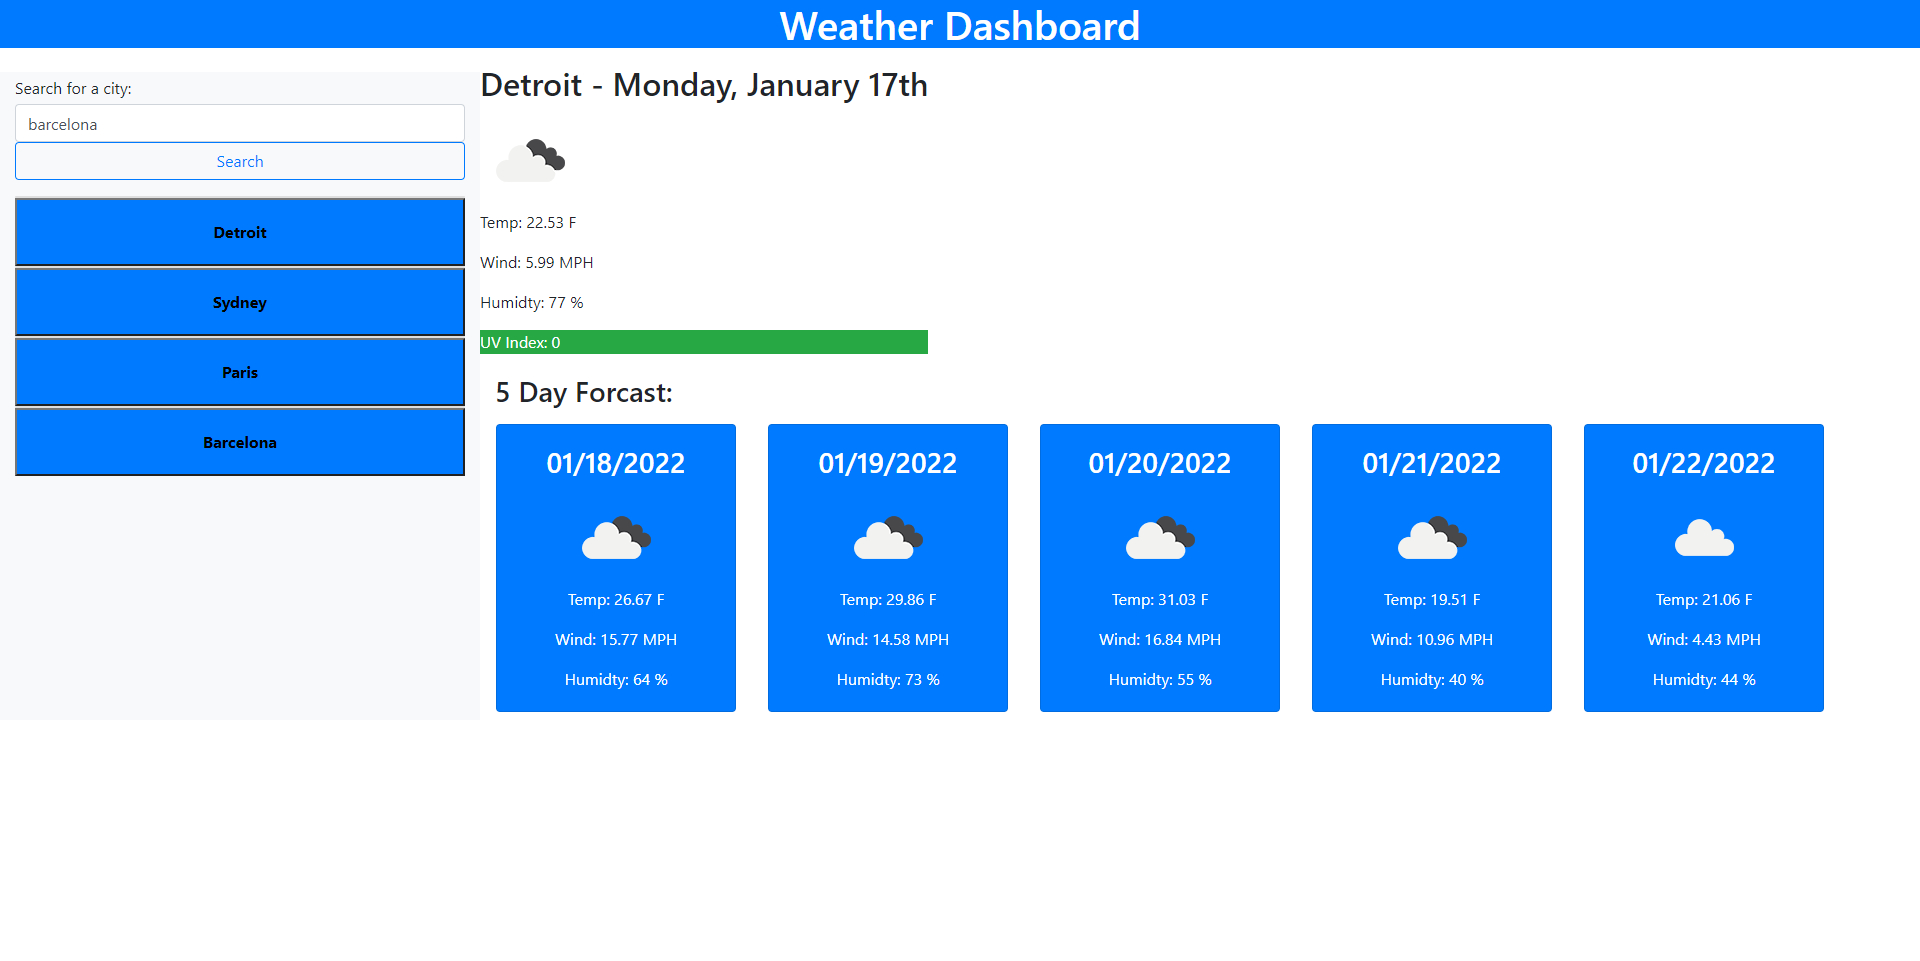 Weather Dashboard
Search for a city:
barcelona
Search
Detroit
Sydney
Paris
Barcelona
Detroit - Monday, January 17th
Temp: 22.53 F
Wind: 5.99 MPH
Humidty: 77 %
UV Index: 0
5 Day Forcast:
01/18/2022
Temp: 26.67 F
Wind: 15.77 MPH
Humidty: 64 %
01/19/2022
Temp: 29.86 F
Wind: 14.58 MPH
Humidty: 73 %
01/20/2022
Temp: 31.03 F
Wind: 16.84 MPH
Humidty: 55 %
01/21/2022
Temp: 19.51 F
Wind: 10.96 MPH
Humidty: 40 %
01/22/2022
Temp: 21.06 F
Wind: 4.43 MPH
Humidty: 44 %